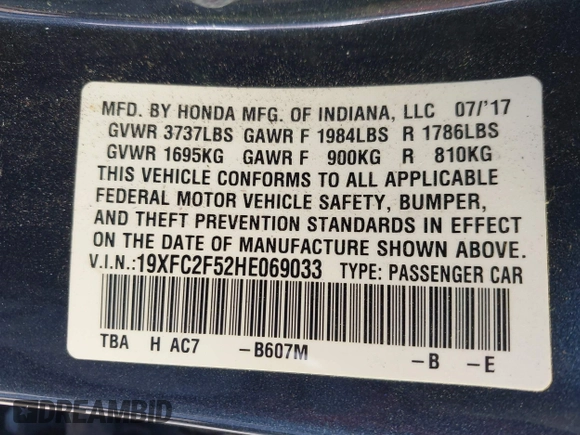 MFD. BY HONDA MFG. OF INDIANA, LLC 07/'17
GVWR 3737LBS GAWR F 1984LBS R 1786LBS
GVWR 1695KG GAWR F 900KG R 810KG
THIS VEHICLE CONFORMS TO ALL APPLICABLE
FEDERAL MOTOR VEHICLE SAFETY, BUMPER,
AND THEFT PREVENTION STANDARDS IN EFFECT
ON THE DATE OF MANUFACTURE SHOWN ABOVE.
V.I.N.:19XFC2F52HE069033 TYPE: PASSENGER CAR
TBA H AC7 -B607M -B -E
DREAMBID